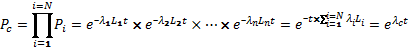 $P_c = \prod_{i=1}^{i=N} P_i = e^{-\lambda_1 L_1 t} \times e^{-\lambda_2 L_2 t} \times \cdots \times e^{-\lambda_n L_n t} = e^{-t \times \sum_{i=1}^{i=N} \lambda_i L_i} = e^{\lambda_c t}$